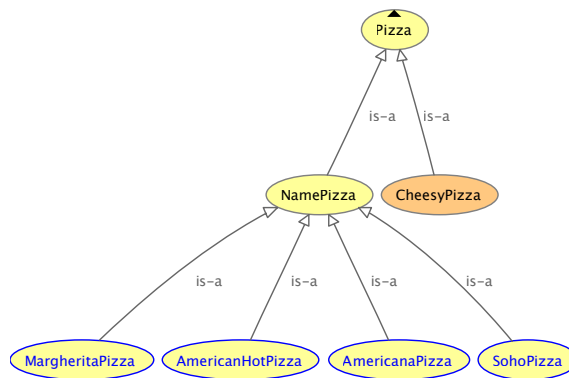 Pizza
is-a
is-a
NamePizza
CheesyPizza
is-a
is-a
is-a
is-a
MargheritaPizza
AmericanHotPizza
AmericanaPizza
SohoPizza